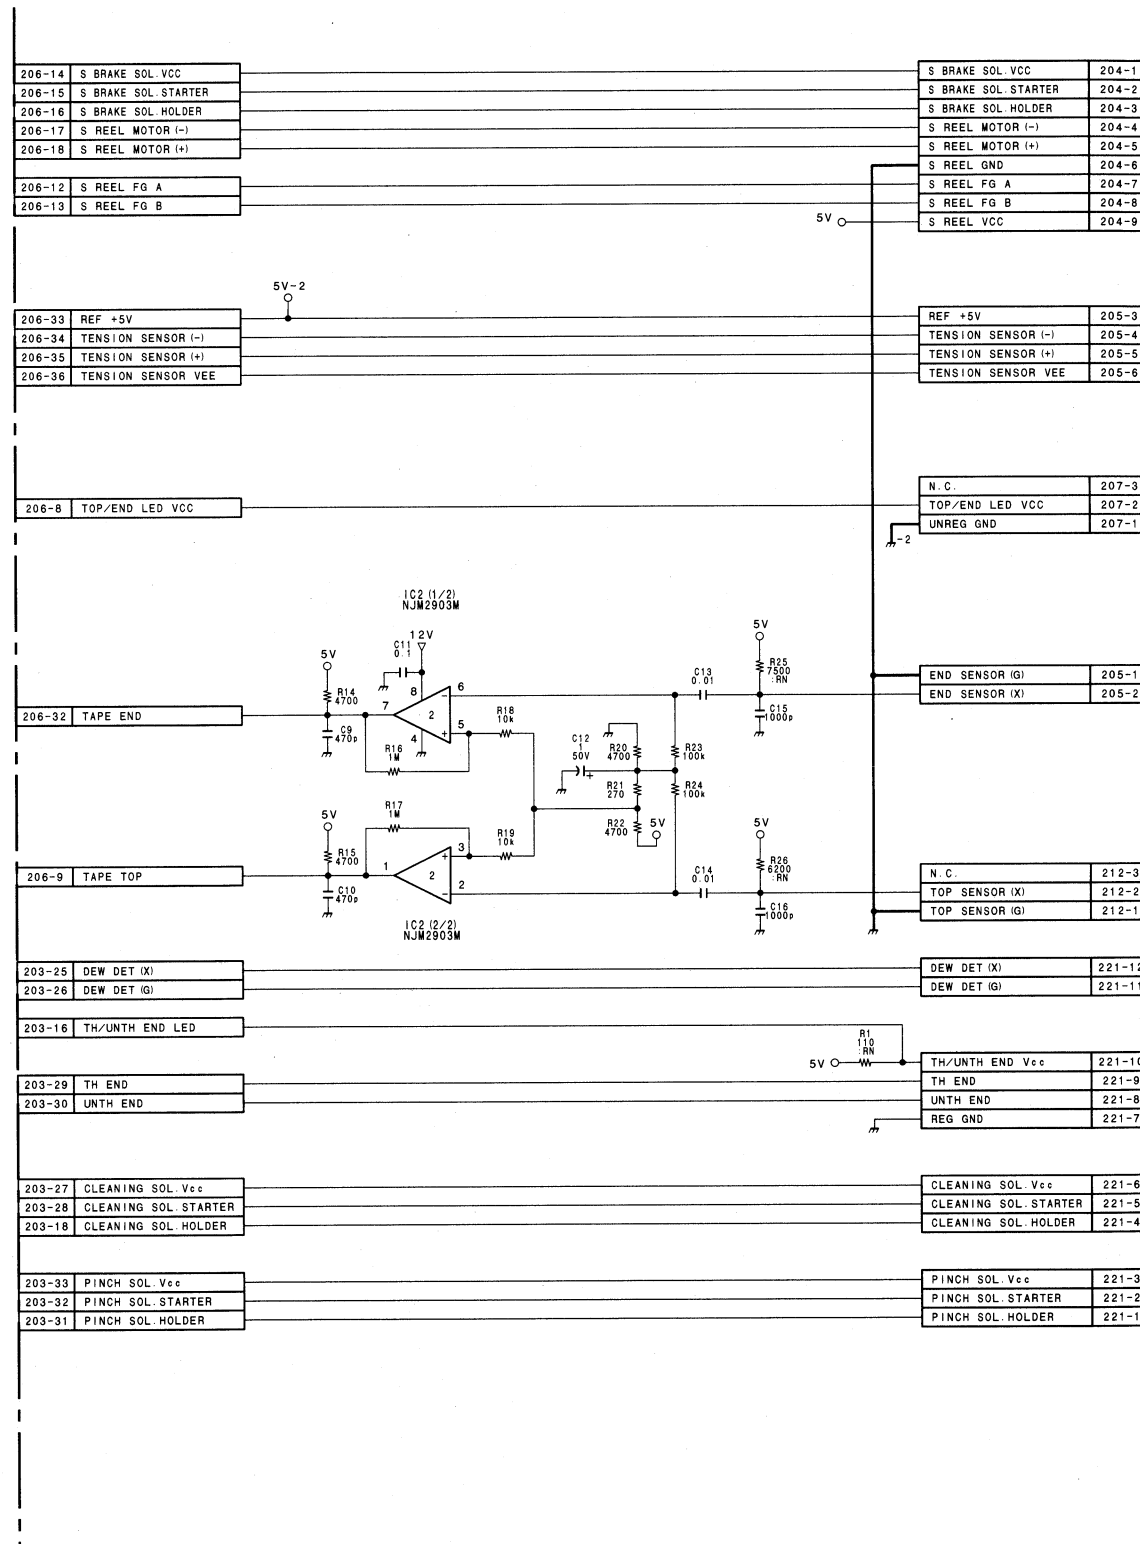 206-14 S BRAKE SOL.VCC
206-15 S BRAKE SOL.STARTER
206-16 S BRAKE SOL.HOLDER
206-17 S REEL MOTOR (-)
206-18 S REEL MOTOR (+)
206-12 S REEL FG A
206-13 S REEL FG B
S BRAKE SOL.VCC 204-1
S BRAKE SOL.STARTER 204-2
S BRAKE SOL.HOLDER 204-3
S REEL MOTOR (-) 204-4
S REEL MOTOR (+) 204-5
S REEL GND 204-6
S REEL FG A 204-7
S REEL FG B 204-8
5V S REEL VCC 204-9
5V-2
206-33 REF +5V
206-34 TENSION SENSOR (-)
206-35 TENSION SENSOR (+)
206-36 TENSION SENSOR VEE
REF +5V 205-3
TENSION SENSOR (-) 205-4
TENSION SENSOR (+) 205-5
TENSION SENSOR VEE 205-6
206-8 TOP/END LED VCC
N.C. 207-3
TOP/END LED VCC 207-2
UNREG GND 207-1
-2
IC2 (1/2)
NJM2903M
12V
C11
0.1
5V
R14
4700
8
6
7
2
5
4
206-32 TAPE END
C9
470p
R16
1M
R18
10k
C12
1
50V
R20
4700
R23
100k
C13
0.01
5V
R25
7500
:RN
C15
1000p
END SENSOR (G) 205-1
END SENSOR (X) 205-2
R21
270
R24
100k
R22
4700
5V
5V
R17
1M
R15
4700
R19
10k
3
1
2
2
206-9 TAPE TOP
C10
470p
IC2 (2/2)
NJM2903M
C14
0.01
5V
R26
6200
:RN
C16
1000p
N.C. 212-3
TOP SENSOR (X) 212-2
TOP SENSOR (G) 212-1
203-25 DEW DET (X)
203-26 DEW DET (G)
DEW DET (X) 221-12
DEW DET (G) 221-11
203-16 TH/UNTH END LED
R1
110
:RN
5V
203-29 TH END
203-30 UNTH END
TH/UNTH END Vcc 221-10
TH END 221-9
UNTH END 221-8
REG GND 221-7
203-27 CLEANING SOL.Vcc
203-28 CLEANING SOL.STARTER
203-18 CLEANING SOL.HOLDER
CLEANING SOL.Vcc 221-6
CLEANING SOL.STARTER 221-5
CLEANING SOL.HOLDER 221-4
203-33 PINCH SOL.Vcc
203-32 PINCH SOL.STARTER
203-31 PINCH SOL.HOLDER
PINCH SOL.Vcc 221-3
PINCH SOL.STARTER 221-2
PINCH SOL.HOLDER 221-1